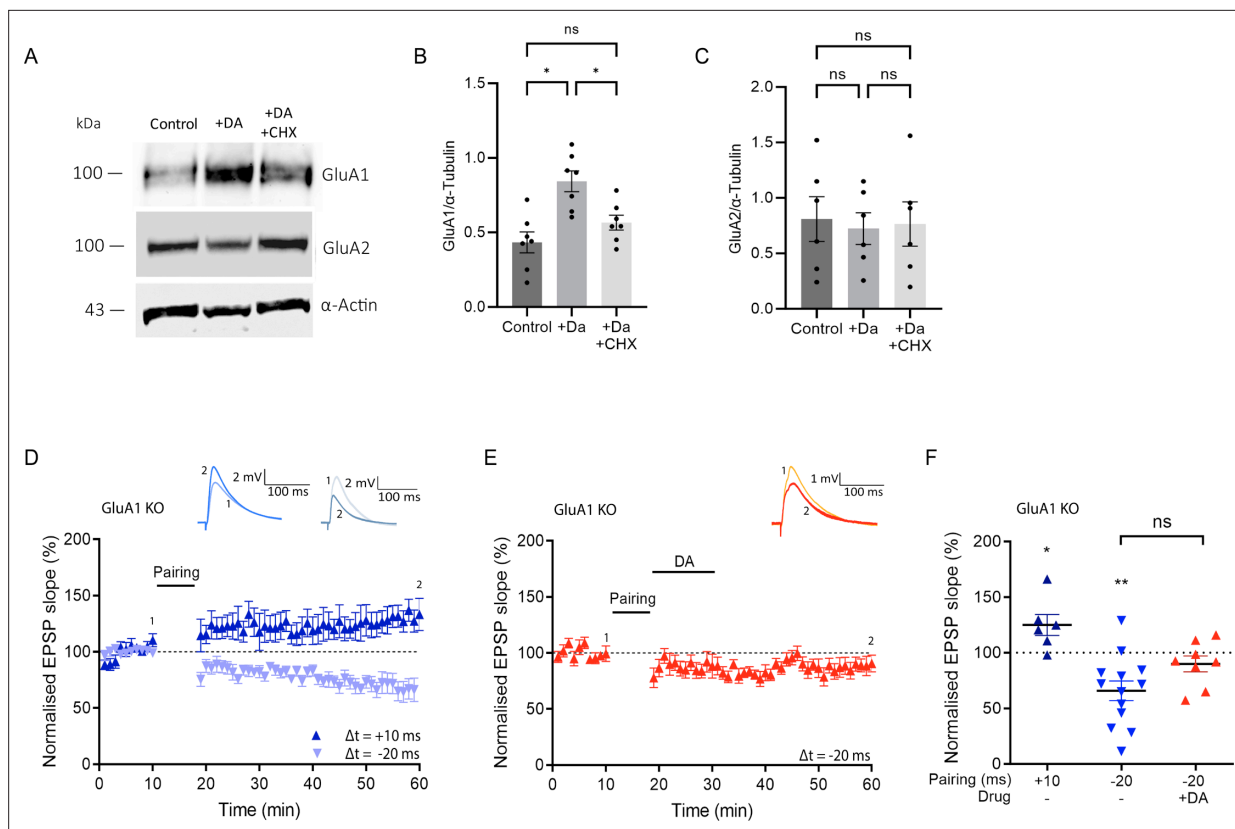 A
kDa
Control
+DA
+DA
+CHX
100
GluA1
100
GluA2
43
α-Actin
B
ns
* *
GluA1/α-Tubulin
1.5
1.0
0.5
0.0
Control +Da +Da
+CHX
C
ns
ns ns
GluA2/α-Tubulin
2.0
1.5
1.0
0.5
0.0
Control +Da +Da
+CHX
D
GluA1 KO
2
1
2 mV
100 ms
1
2
2 mV
100 ms
Normalised EPSP slope (%)
200
150
100
50
0
Pairing
1
2
Δt = +10 ms
Δt = -20 ms
0 10 20 30 40 50 60
Time (min)
E
GluA1 KO
1
2
1 mV
100 ms
Normalised EPSP slope (%)
200
150
100
50
0
DA
Pairing
1
2
Δt = -20 ms
0 10 20 30 40 50 60
Time (min)
F
GluA1 KO
ns
*
**
Normalised EPSP slope (%)
200
150
100
50
0
Pairing (ms) +10 -20 -20
Drug - - +DA